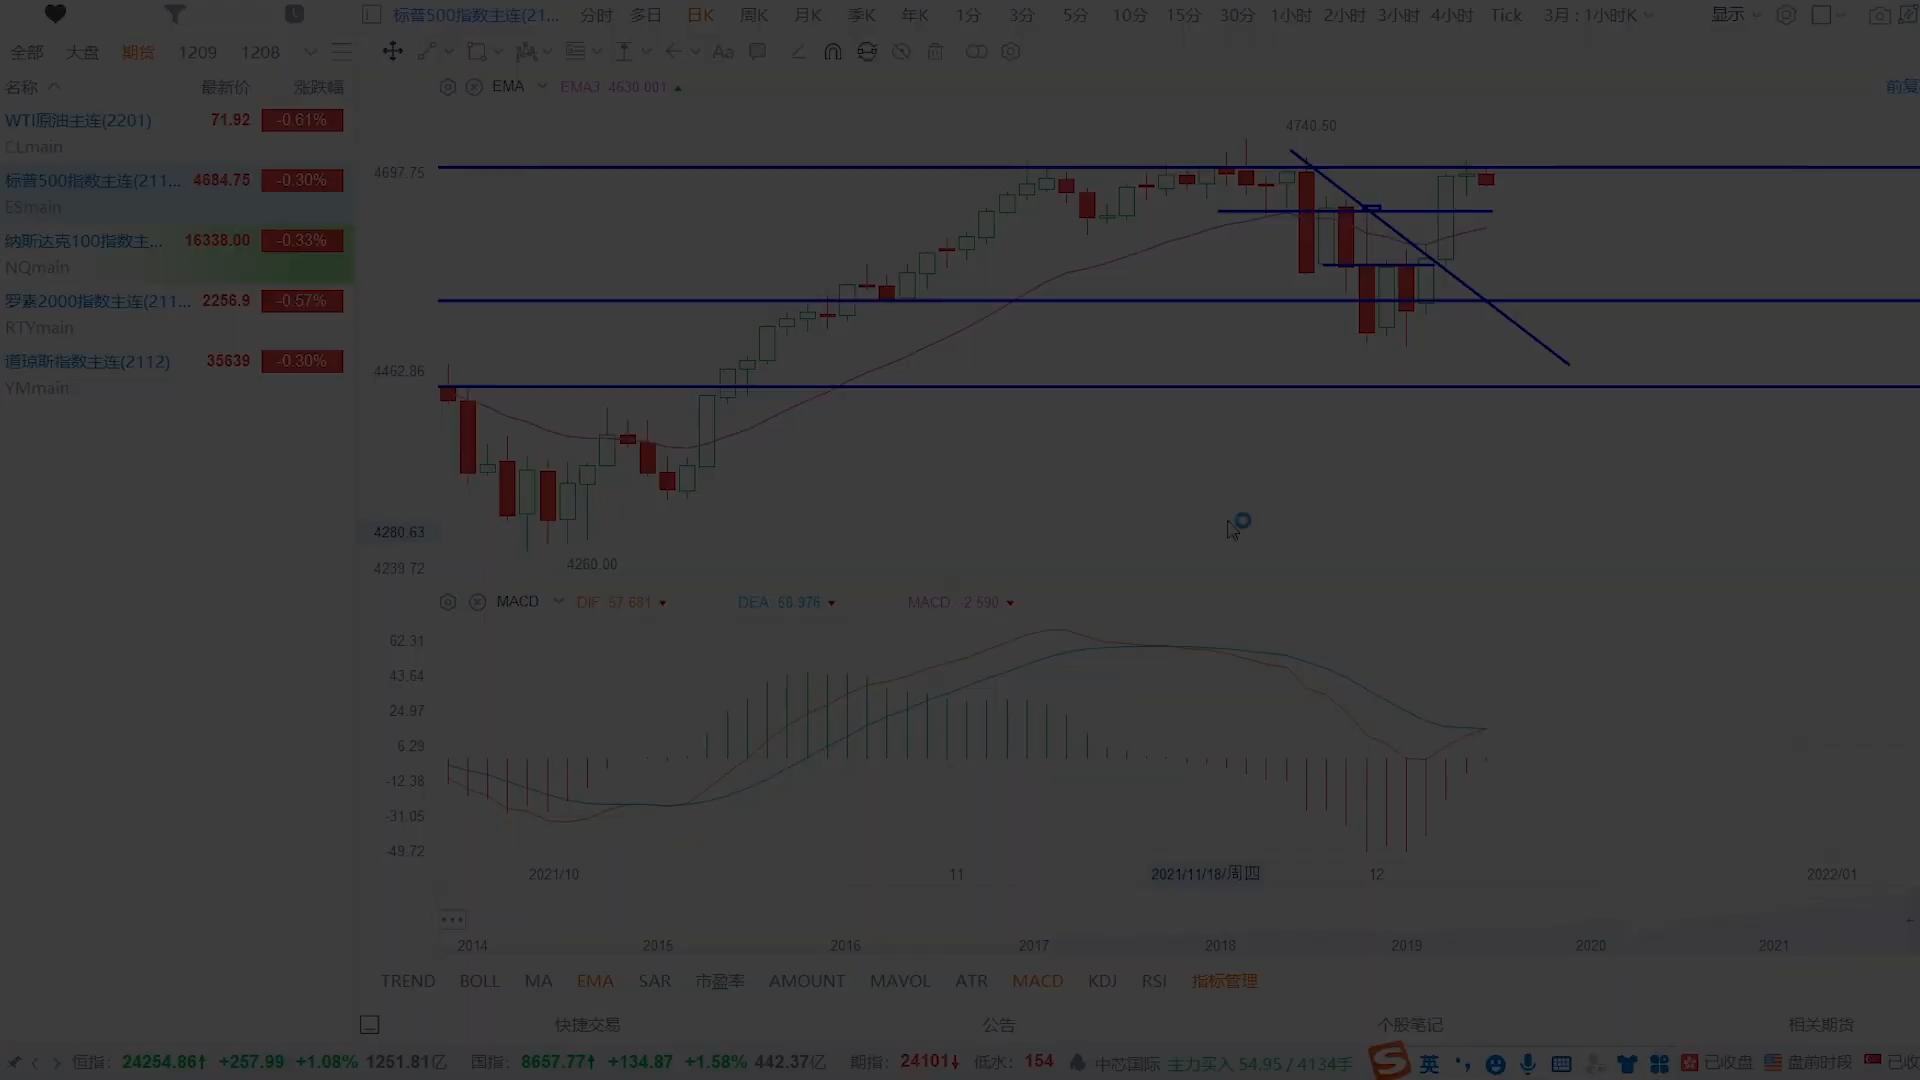 标普500指数主连(21... 分时 多日 日K 周K 月K 季K 年K 1分 3分 5分 10分 15分 30分 1小时 2小时 3小时 4小时 Tick 3月 : 1小时K 显示
全部 大盘 期货 1209 1208 Aa
名称 最新价 涨跌幅
EMA EMA3 4630.001
前复
WTI原油主连(2201) 71.92 -0.61%
CLmain
标普500指数主连(211... 4684.75 -0.30%
ESmain
纳斯达克100指数主... 16338.00 -0.33%
NQmain
罗素2000指数主连(211... 2256.9 -0.57%
RTYmain
道琼斯指数主连(2112) 35639 -0.30%
YMmain
4740.50
4697.75
4462.86
4280.63
4239.72
4260.00
MACD DIF 57.681 DEA 58.976 MACD -2.590
62.31
43.64
24.97
6.29
-12.38
-31.05
-49.72
2021/10 11 2021/11/18/周四 12 2022/01
2014 2015 2016 2017 2018 2019 2020 2021
TREND BOLL MA EMA SAR 市盈率 AMOUNT MAVOL ATR MACD KDJ RSI 指标管理
快捷交易 公告 个股笔记 相关期货
恒指: 24254.86 +257.99 +1.08% 1251.81亿 国指: 8657.77 +134.87 +1.58% 442.37亿 期指: 24101 低水: 154 中芯国际 主力买入 54.95 / 4134手 英 已收盘 盘前时段 已收